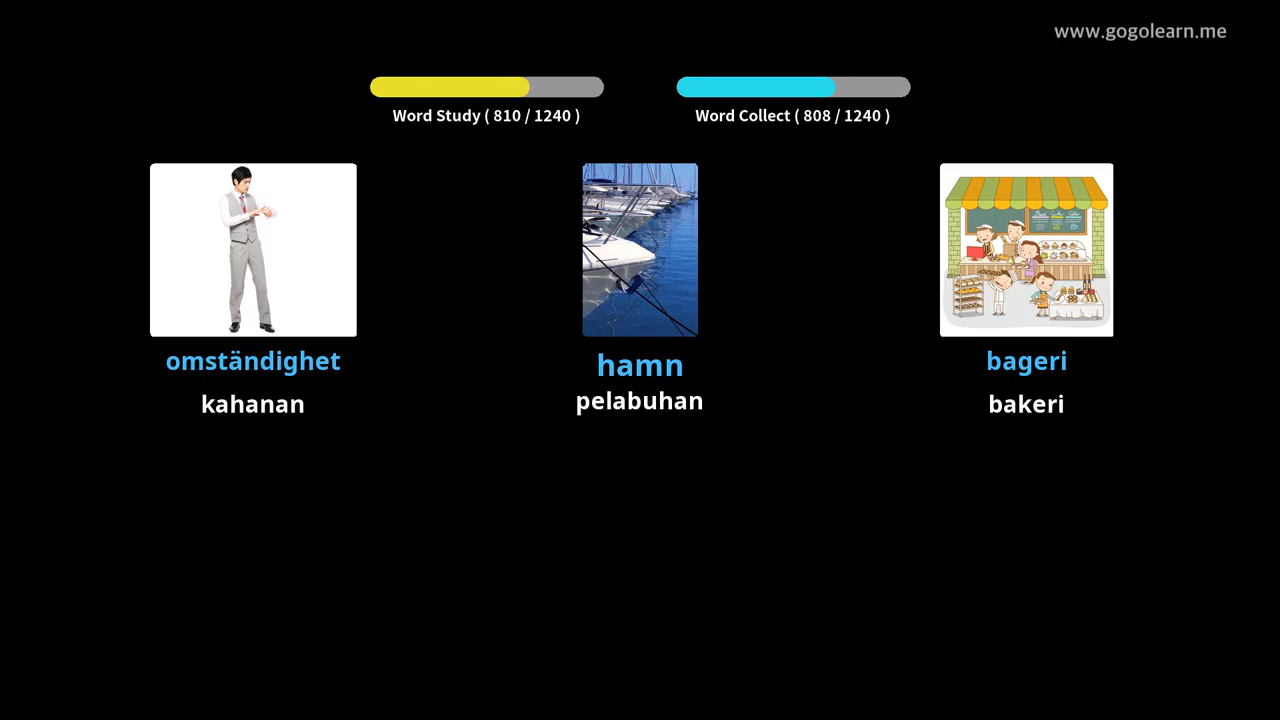 www.gogolearn.me
Word Study ( 810 / 1240 )
Word Collect ( 808 / 1240 )
omständighet
hamn
bageri
kahanan
pelabuhan
bakeri